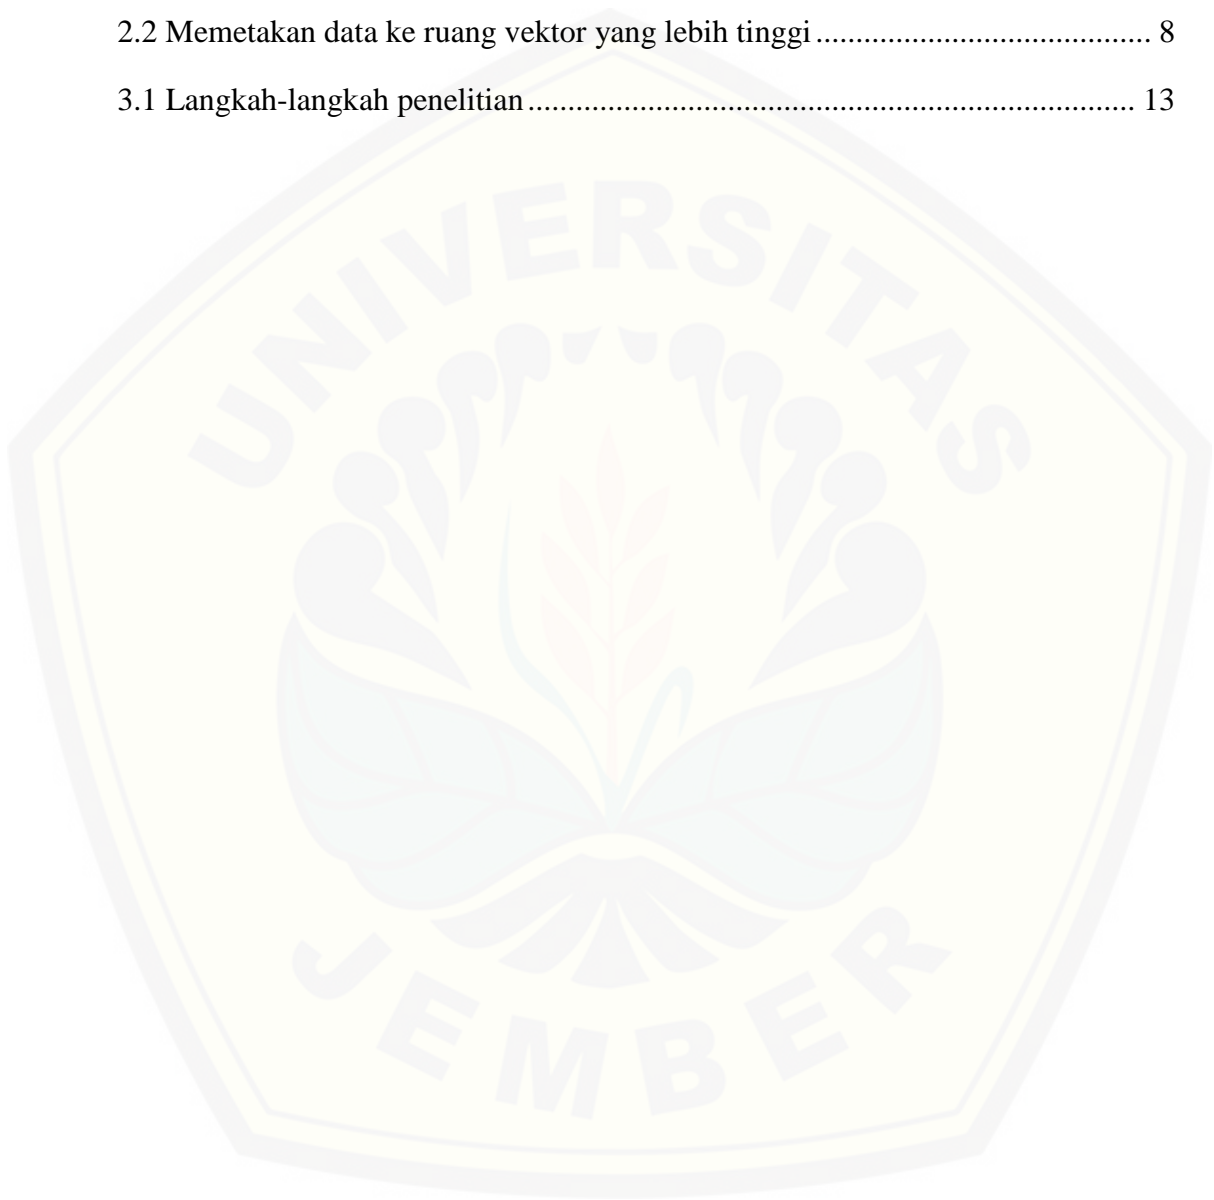 2.2 Memetakan data ke ruang vektor yang lebih tinggi.......................................... 8
3.1 Langkah-langkah penelitian............................................................................ 13
UNIVERSITAS
JEMBER